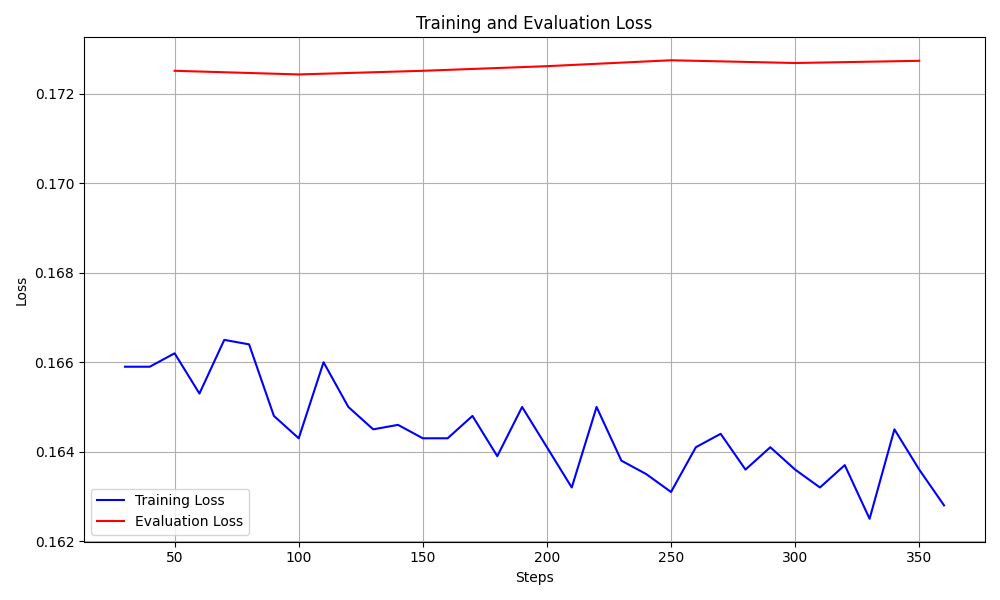 Training and Evaluation Loss
0.172
0.170
0.168
0.166
0.164
0.162
Loss
Training Loss
Evaluation Loss
50 100 150 200 250 300 350
Steps